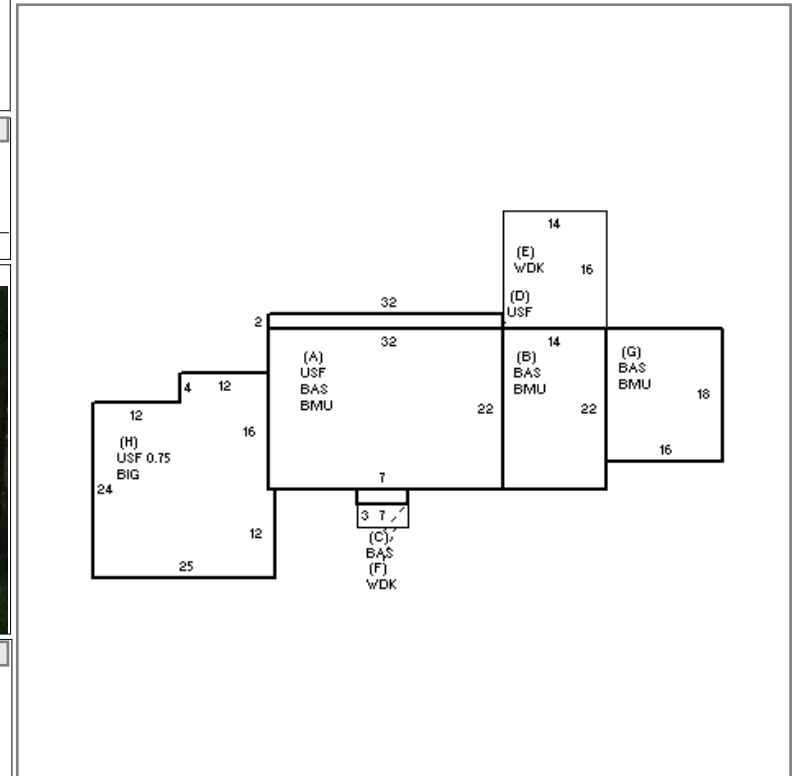 14
(E)
WDK 16
(D)
USF
32
2
32
14
(A)
USF
BAS
BMU
(B)
BAS
BMU
(G)
BAS
BMU
18
4 12
12
22
22
16
16
(H)
USF 0.75
BIG
24
7
3 7
12
(C)
BAS
(F)
WDK
25